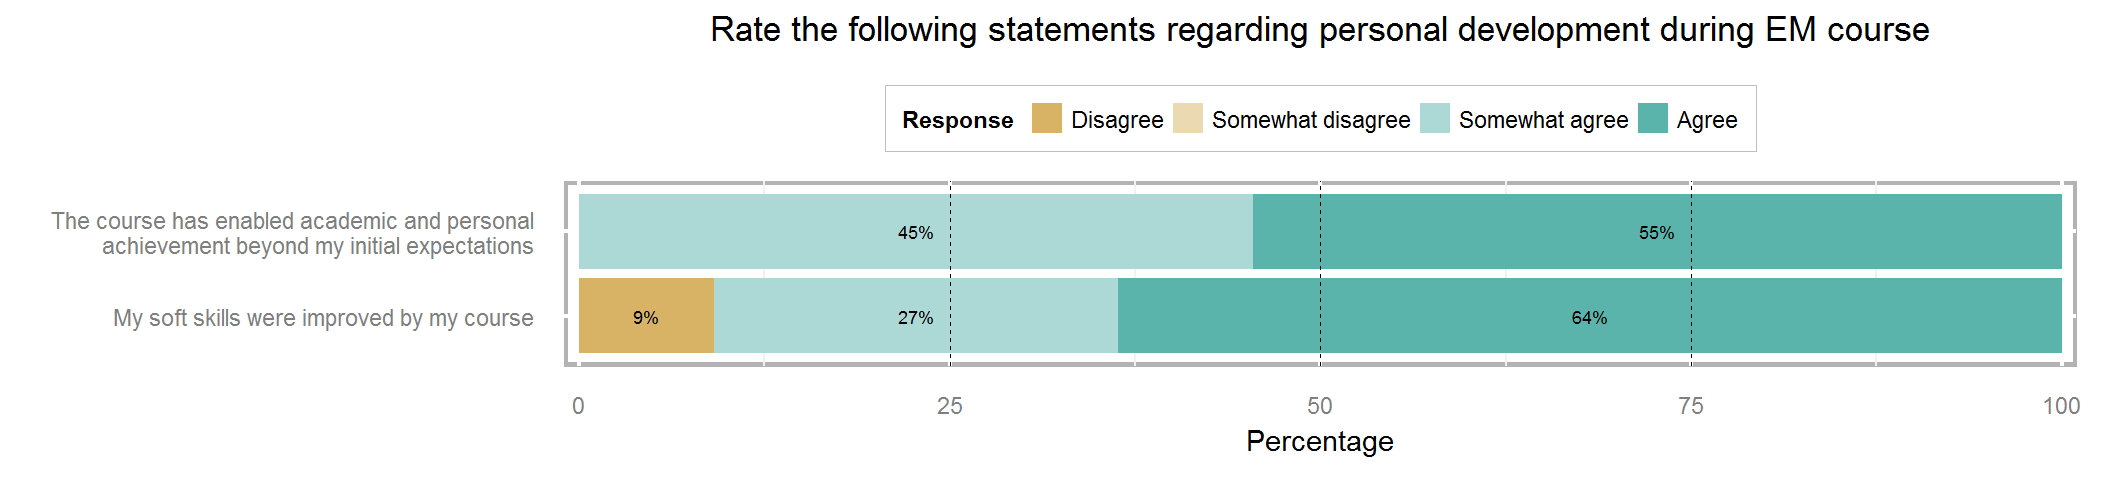 Rate the following statements regarding personal development during EM course
Response Disagree Somewhat disagree Somewhat agree Agree
The course has enabled academic and personal
achievement beyond my initial expectations
45% 55%
My soft skills were improved by my course
9% 27% 64%
0 25 50 75 100
Percentage